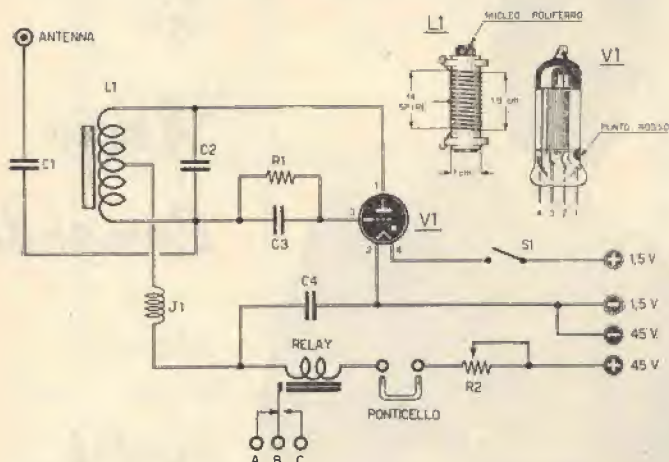 ANTENNA
L1
C1
C2
R1
C3
J1
C4
RELAY
A B C
PONTICELLO
R2
S1
V1
1
3
2
4
+ 1,5 V
- 1,5 V
- 45 V
+ 45 V
L1
NUCLEO POLIFERRO
14 SPIRE
1,9 cm
1 cm
V1
PUNTO ROSSO
4 3 2 1